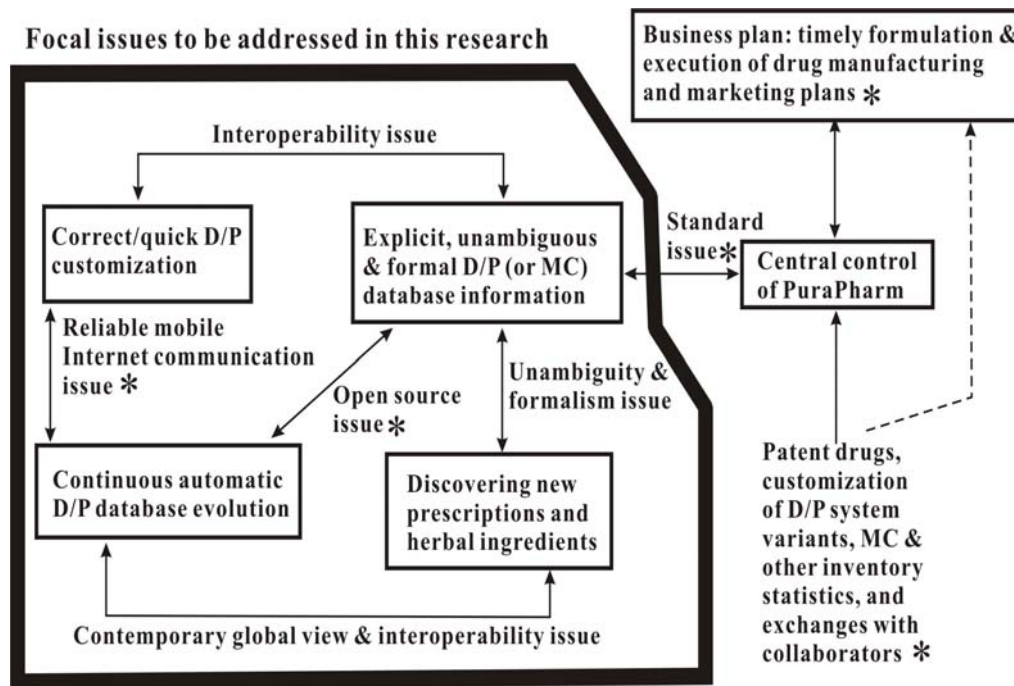 Focal issues to be addressed in this research
Business plan: timely formulation &
execution of drug manufacturing
and marketing plans *
Interoperability issue
Correct/quick D/P
customization
Explicit, unambiguous
& formal D/P (or MC)
database information
Standard
issue *
Central control
of PuraPharm
Reliable mobile
Internet communication
issue *
Open source
issue *
Unambiguity &
formalism issue
Continuous automatic
D/P database evolution
Discovering new
prescriptions and
herbal ingredients
Patent drugs,
customization
of D/P system
variants, MC &
other inventory
statistics, and
exchanges with
collaborators *
Contemporary global view & interoperability issue